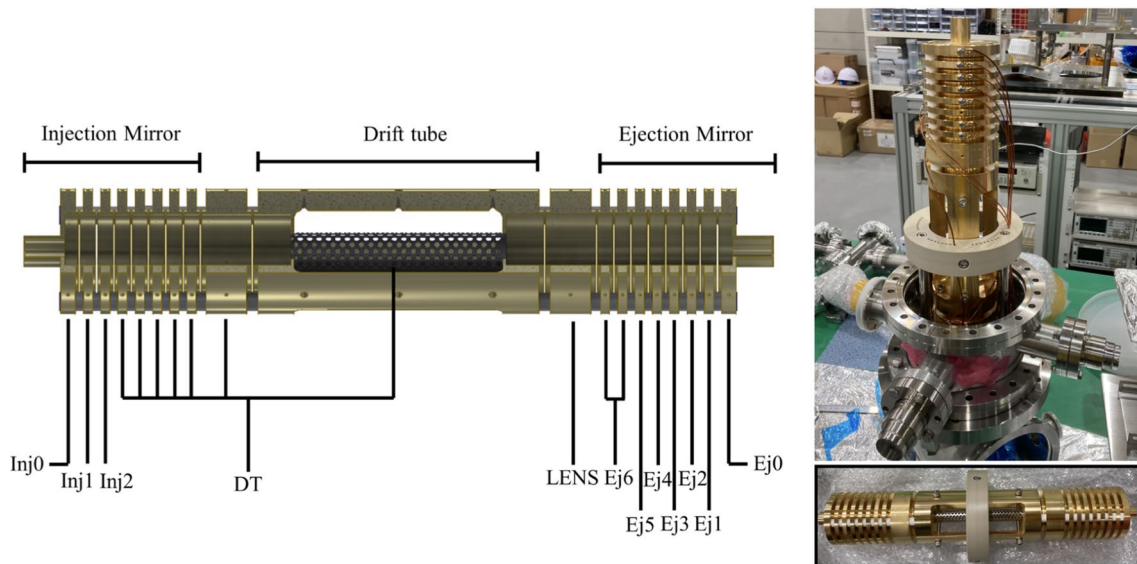 Injection Mirror
Drift tube
Ejection Mirror
Inj0
Inj1
Inj2
DT
LENS
Ej6
Ej5
Ej4
Ej3
Ej2
Ej1
Ej0